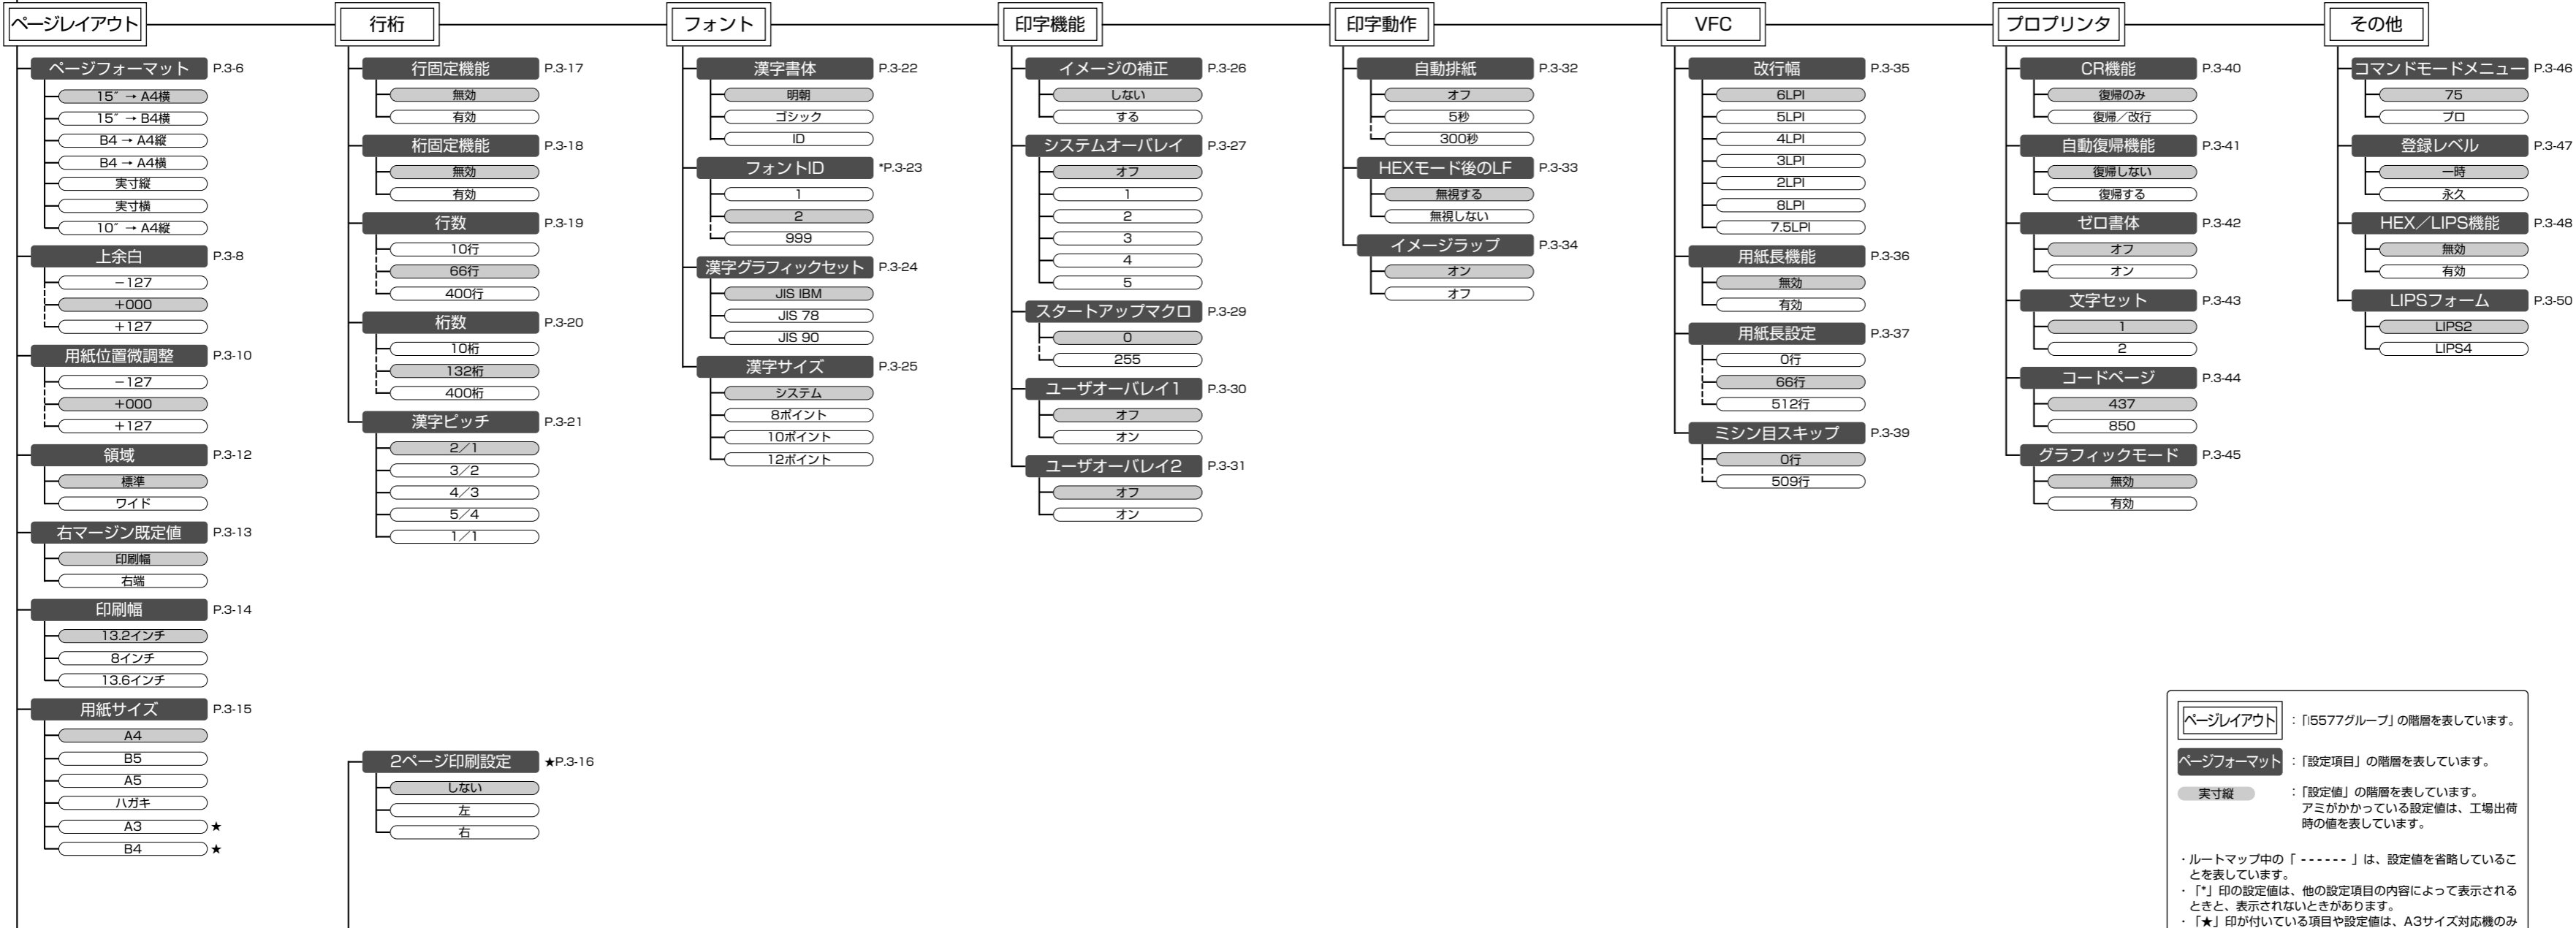 ページレイアウト
ページフォーマット P.3-6
15″→ A4横
15″→ B4横
B4 → A4縦
B4 → A4横
実寸縦
実寸横
10″→ A4縦
上余白 P.3-8
−127
+000
+127
用紙位置微調整 P.3-10
−127
+000
+127
領域 P.3-12
標準
ワイド
右マージン既定値 P.3-13
印刷幅
右端
印刷幅 P.3-14
13.2インチ
8インチ
13.6インチ
用紙サイズ P.3-15
A4
B5
A5
ハガキ
A3 ★
B4 ★
行桁
行固定機能 P.3-17
無効
有効
桁固定機能 P.3-18
無効
有効
行数 P.3-19
10行
66行
400行
桁数 P.3-20
10桁
132桁
400桁
漢字ピッチ P.3-21
2／1
3／2
4／3
5／4
1／1
2ページ印刷設定 ★P.3-16
しない
左
右
フォント
漢字書体 P.3-22
明朝
ゴシック
ID
フォントID *P.3-23
1
2
999
漢字グラフィックセット P.3-24
JIS IBM
JIS 78
JIS 90
漢字サイズ P.3-25
システム
8ポイント
10ポイント
12ポイント
印字機能
イメージの補正 P.3-26
しない
する
システムオーバレイ P.3-27
オフ
1
2
3
4
5
スタートアップマクロ P.3-29
0
255
ユーザオーバレイ1 P.3-30
オフ
オン
ユーザオーバレイ2 P.3-31
オフ
オン
印字動作
自動排紙 P.3-32
オフ
5秒
300秒
HEXモード後のLF P.3-33
無視する
無視しない
イメージラップ P.3-34
オン
オフ
VFC
改行幅 P.3-35
6LPI
5LPI
4LPI
3LPI
2LPI
8LPI
7.5LPI
用紙長機能 P.3-36
無効
有効
用紙長設定 P.3-37
0行
66行
512行
ミシン目スキップ P.3-39
0行
509行
プロプリンタ
CR機能 P.3-40
復帰のみ
復帰／改行
自動復帰機能 P.3-41
復帰しない
復帰する
ゼロ書体 P.3-42
オフ
オン
文字セット P.3-43
1
2
コードページ P.3-44
437
850
グラフィックモード P.3-45
無効
有効
その他
コマンドモードメニュー P.3-46
75
プロ
登録レベル P.3-47
一時
永久
HEX／LIPS機能 P.3-48
無効
有効
LIPSフォーム P.3-50
LIPS2
LIPS4
ページレイアウト ：「I5577グループ」の階層を表しています。
ページフォーマット ：「設定項目」の階層を表しています。
実寸縦 ：「設定値」の階層を表しています。
アミがかかっている設定値は、工場出荷
時の値を表しています。
・ルートマップ中の「 ------ 」は、設定値を省略しているこ
とを表しています。
・「*」印の設定値は、他の設定項目の内容によって表示される
ときと、表示されないときがあります。
・「★」印が付いている項目や設定値は、A3サイズ対応機のみ